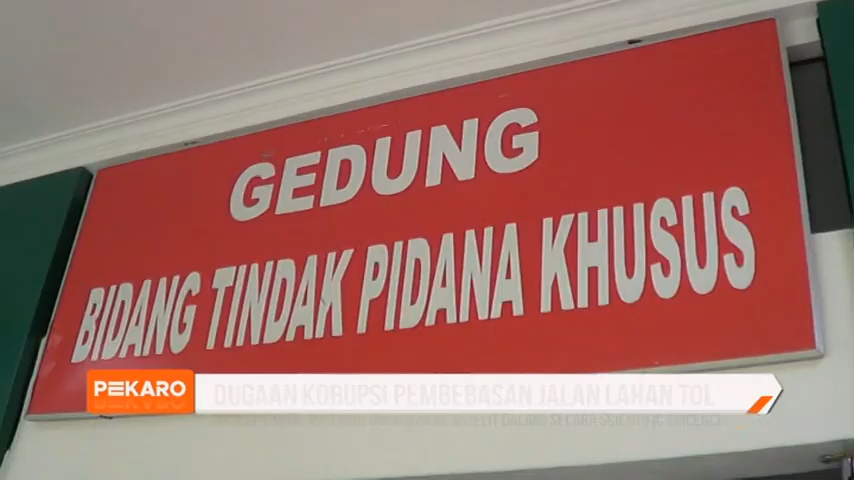 GEDUNG
BIDANG TINDAK PIDANA KHUSUS
PEKARO
DUGAAN KORUPSI PEMBEBASAN JALAN LAHAN TOL